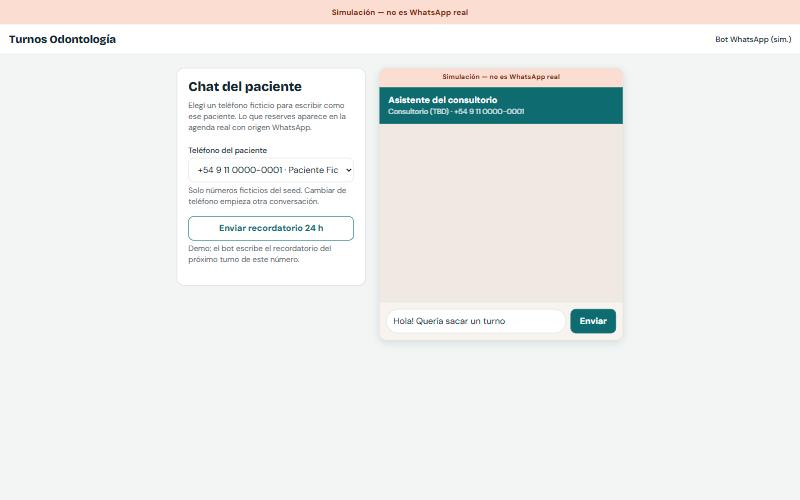 Simulación — no es WhatsApp real
Turnos Odontología
Bot WhatsApp (sim.)
Chat del paciente
Elegí un teléfono ficticio para escribir como
ese paciente. Lo que reserves aparece en la
agenda real con origen WhatsApp.
Teléfono del paciente
+54 9 11 0000-0001 · Paciente Fic
Solo números ficticios del seed. Cambiar de
teléfono empieza otra conversación.
Enviar recordatorio 24 h
Demo: el bot escribe el recordatorio del
próximo turno de este número.
Simulación — no es WhatsApp real
Asistente del consultorio
Consultorio (TBD) · +54 9 11 0000-0001
Hola! Quería sacar un turno
Enviar